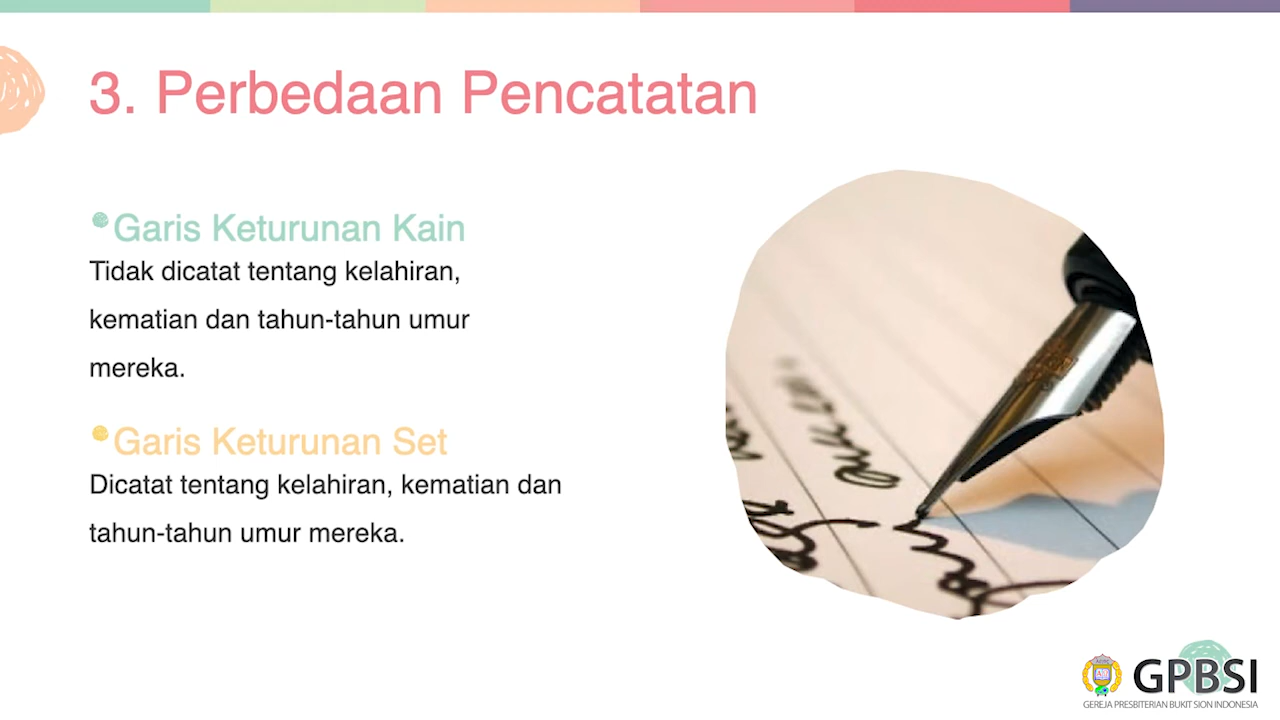 3. Perbedaan Pencatatan
Garis Keturunan Kain
Tidak dicatat tentang kelahiran,
kematian dan tahun-tahun umur
mereka.
Garis Keturunan Set
Dicatat tentang kelahiran, kematian dan
tahun-tahun umur mereka.
GPBSI
GEREJA PRESBITERIAN BUKIT SION INDONESIA